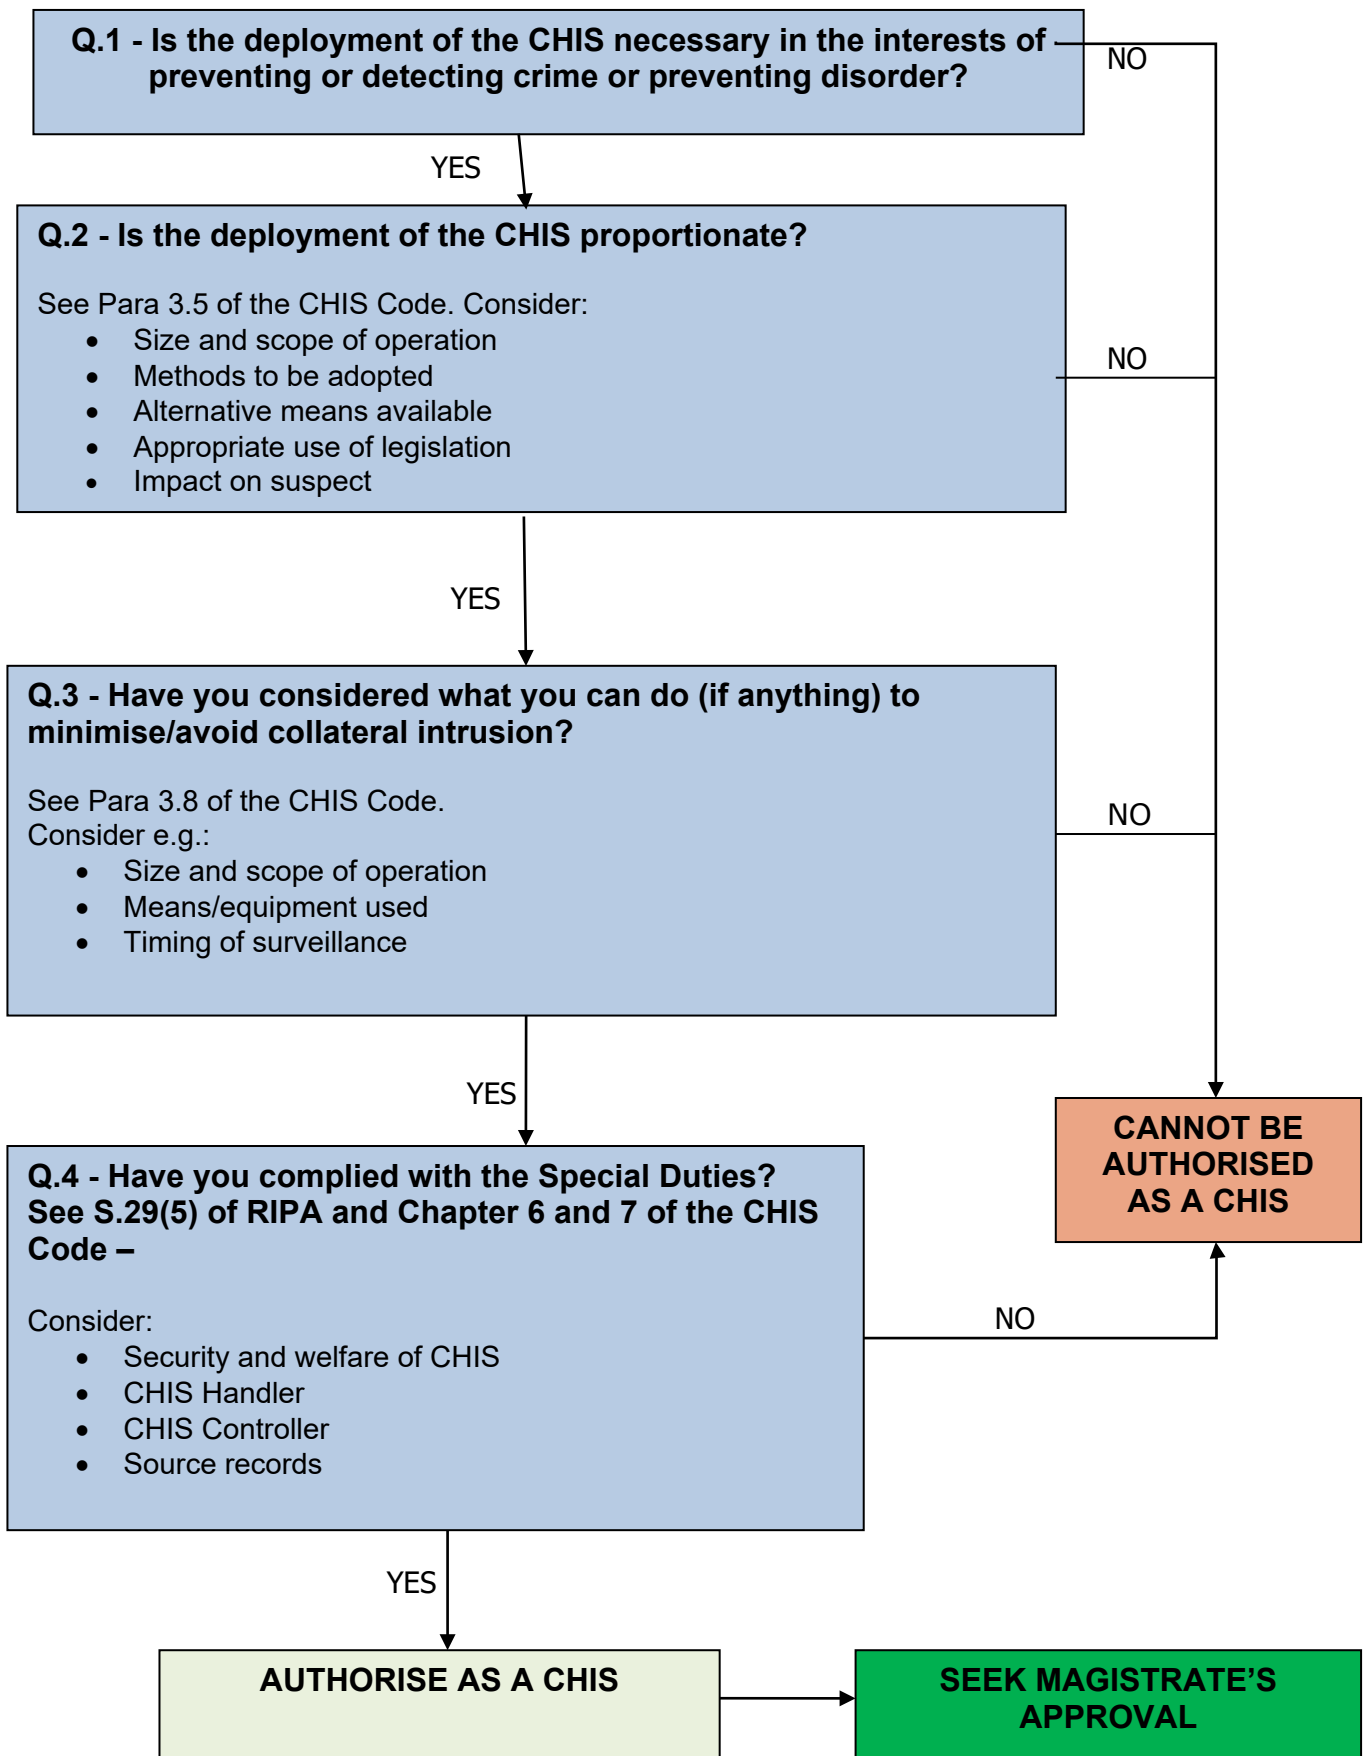 Q.1 - Is the deployment of the CHIS necessary in the interests of
preventing or detecting crime or preventing disorder?
NO
YES
Q.2 - Is the deployment of the CHIS proportionate?
See Para 3.5 of the CHIS Code. Consider:
• Size and scope of operation
• Methods to be adopted
• Alternative means available
• Appropriate use of legislation
• Impact on suspect
NO
YES
Q.3 - Have you considered what you can do (if anything) to
minimise/avoid collateral intrusion?
See Para 3.8 of the CHIS Code.
Consider e.g.:
• Size and scope of operation
• Means/equipment used
• Timing of surveillance
NO
YES
CANNOT BE
AUTHORISED
AS A CHIS
Q.4 - Have you complied with the Special Duties?
See S.29(5) of RIPA and Chapter 6 and 7 of the CHIS
Code –
Consider:
• Security and welfare of CHIS
• CHIS Handler
• CHIS Controller
• Source records
NO
YES
AUTHORISE AS A CHIS
SEEK MAGISTRATE’S
APPROVAL